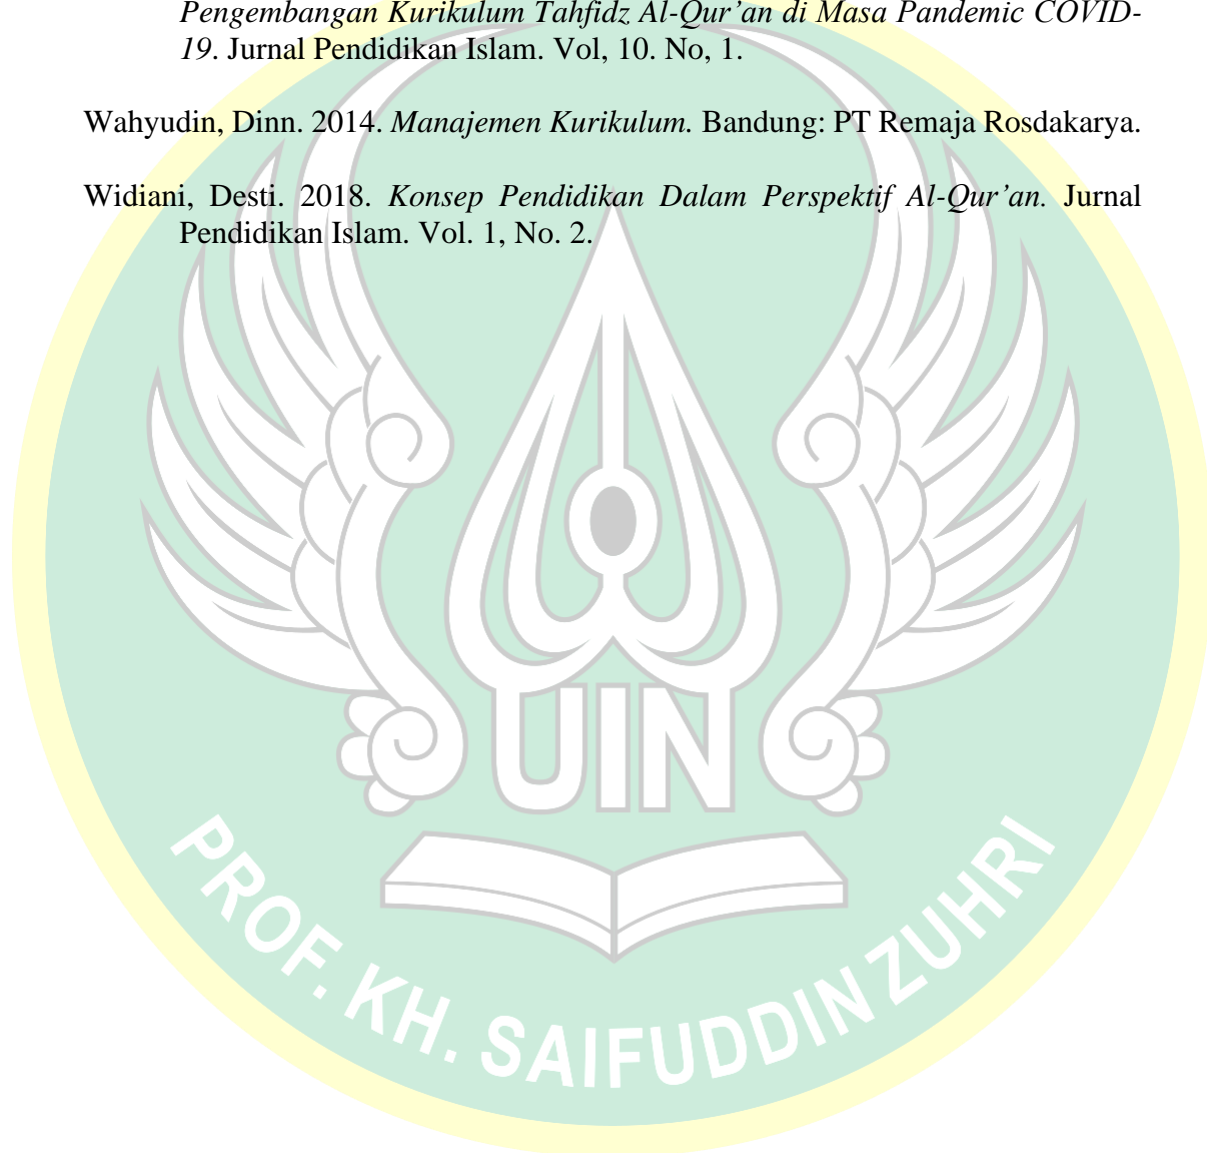 Pengembangan Kurikulum Tahfidz Al-Qur’an di Masa Pandemic COVID-
19. Jurnal Pendidikan Islam. Vol, 10. No, 1.
Wahyudin, Dinn. 2014. Manajemen Kurikulum. Bandung: PT Remaja Rosdakarya.
Widiani, Desti. 2018. Konsep Pendidikan Dalam Perspektif Al-Qur’an. Jurnal
Pendidikan Islam. Vol. 1, No. 2.
UIN
PROF. KH. SAIFUDDIN ZUHRI